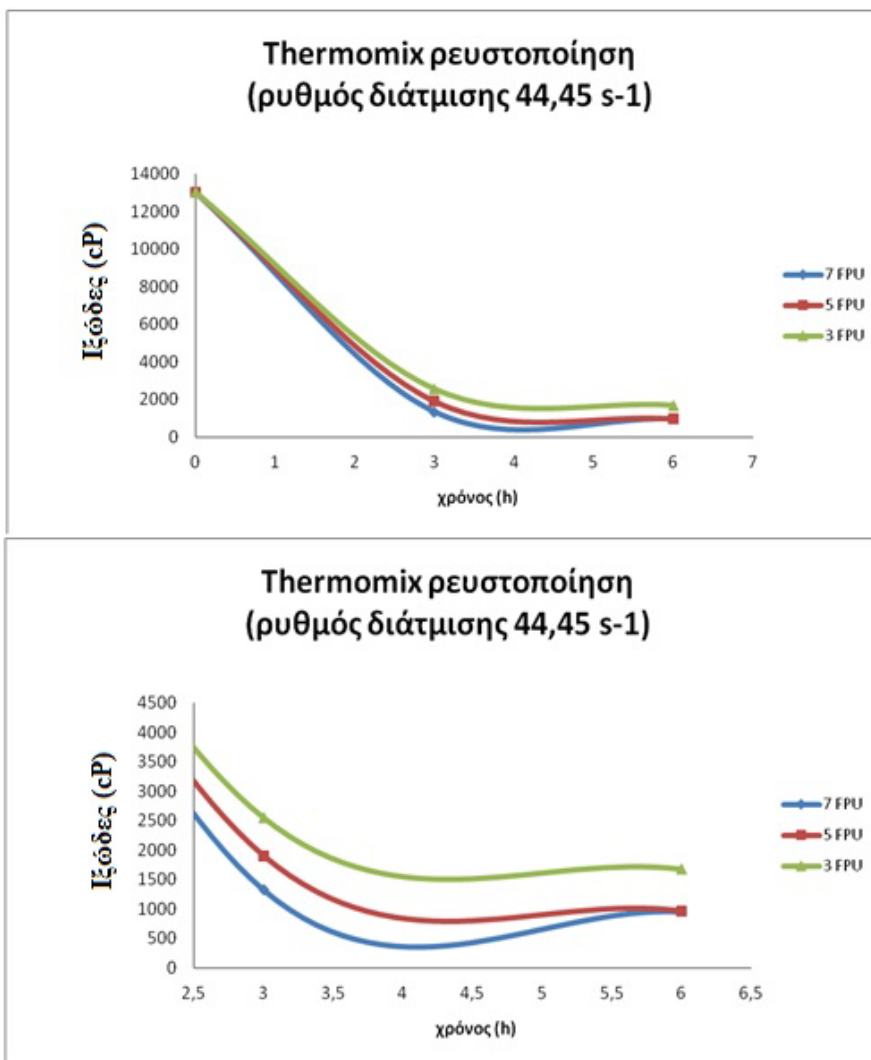 Thermomix ρευστοποίηση
(ρυθμός διάτμισης 44,45 s-1)
Ιξώδες (cP)
14000
12000
10000
8000
6000
4000
2000
0
0 1 2 3 4 5 6 7
χρόνος (h)
7 FPU
5 FPU
3 FPU
Thermomix ρευστοποίηση
(ρυθμός διάτμισης 44,45 s-1)
Ιξώδες (cP)
4500
4000
3500
3000
2500
2000
1500
1000
500
0
2,5 3 3,5 4 4,5 5 5,5 6 6,5
χρόνος (h)
7 FPU
5 FPU
3 FPU